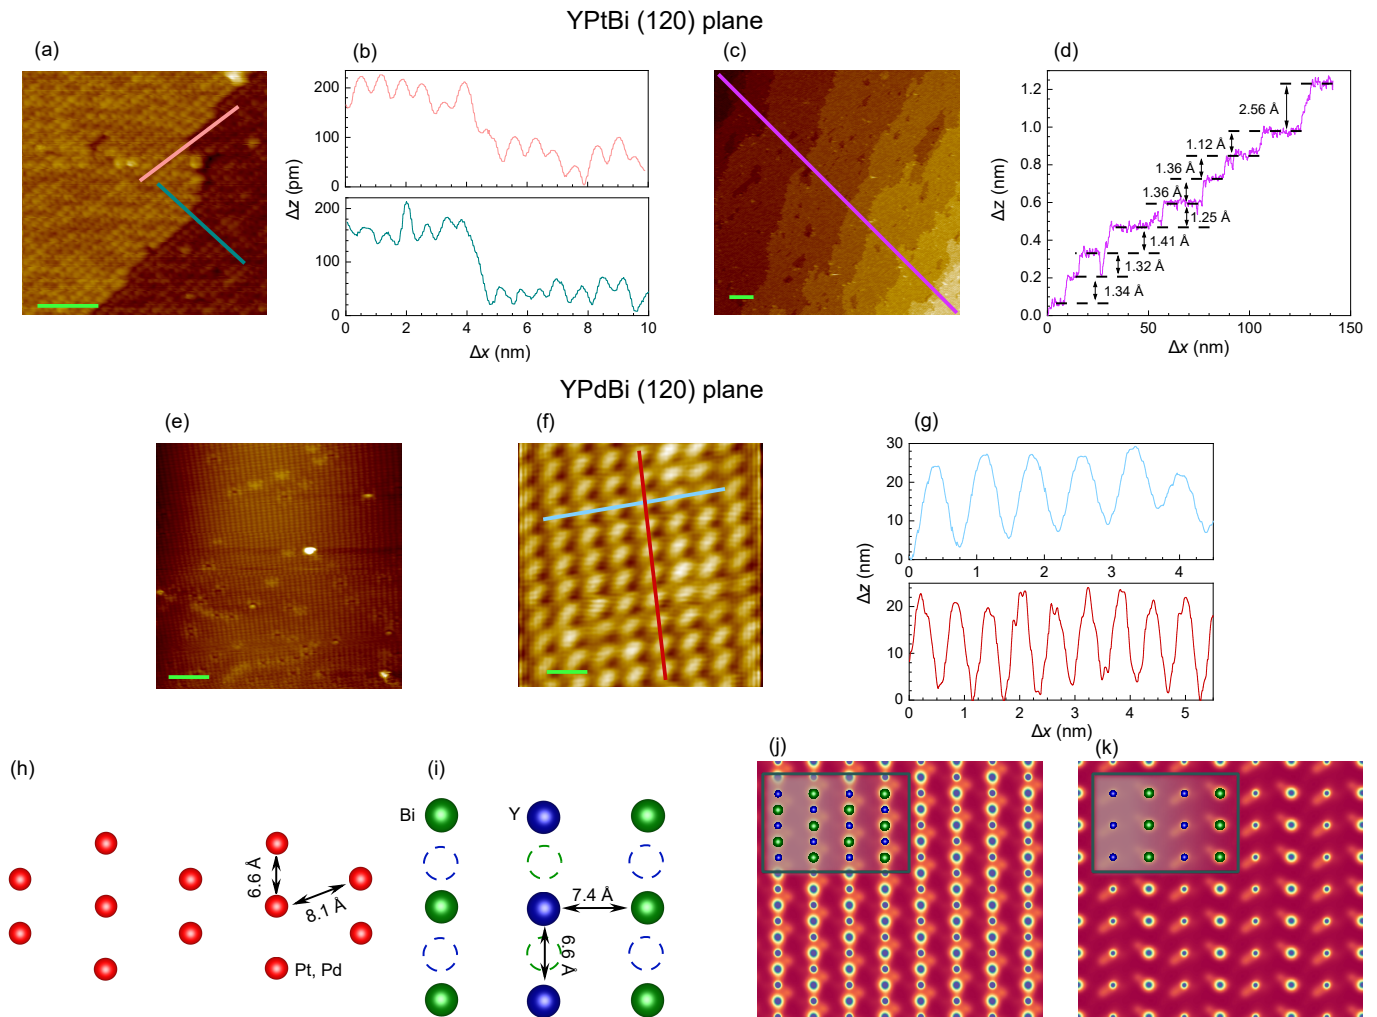 YPtBi (120) plane
(a)
(b)
(c)
(d)
200
100
0
200
100
0
Δz (pm)
0
2
4
6
8
10
Δx (nm)
1.2
1.0
0.8
0.6
0.4
0.2
0.0
Δz (nm)
2.56 Å
1.12 Å
1.36 Å
1.36 Å
1.25 Å
1.41 Å
1.32 Å
1.34 Å
0
50
100
150
Δx (nm)
YPdBi (120) plane
(e)
(f)
(g)
30
20
10
0
0
1
2
3
4
20
10
0
Δz (nm)
0
1
2
3
4
5
Δx (nm)
(h)
6.6 Å
8.1 Å
Pt, Pd
(i)
Bi
Y
7.4 Å
6.6 Å
(j)
(k)